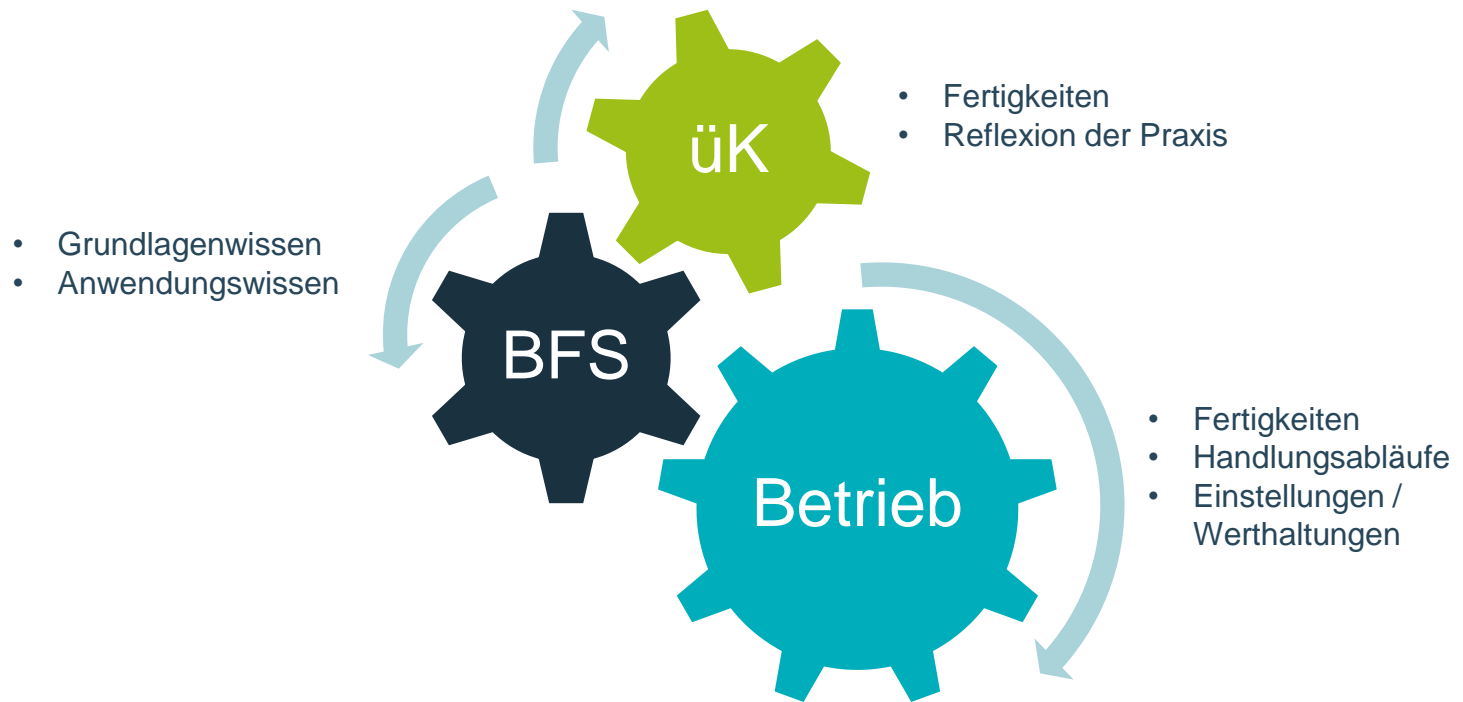 üK
• Fertigkeiten
• Reflexion der Praxis
• Grundlagenwissen
• Anwendungswissen
BFS
Betrieb
• Fertigkeiten
• Handlungsabläufe
• Einstellungen /
Werthaltungen